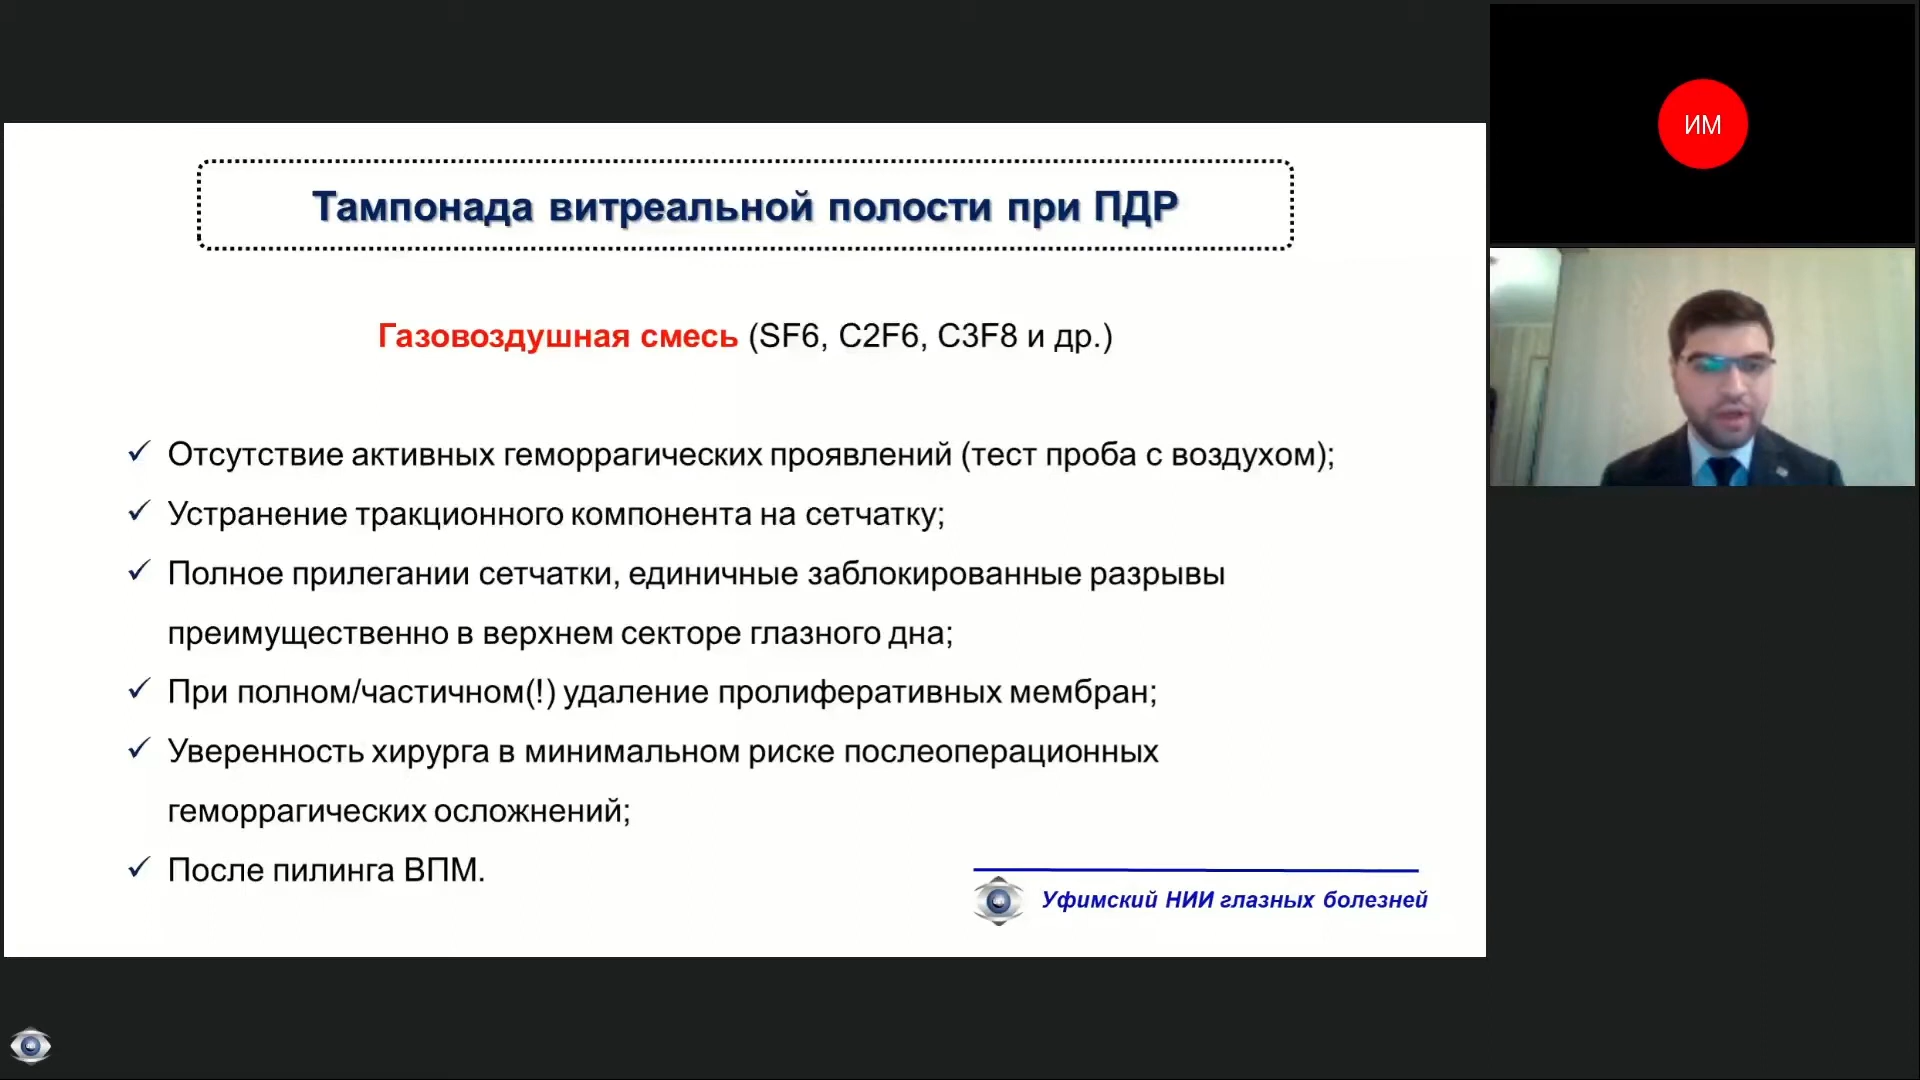 Тампонада витреальной полости при ПДР
Газовоздушная смесь (SF6, C2F6, C3F8 и др.)
Отсутствие активных геморрагических проявлений (тест проба с воздухом);
Устранение тракционного компонента на сетчатку;
Полное прилегании сетчатки, единичные заблокированные разрывы
преимущественно в верхнем секторе глазного дна;
При полном/частичном(!) удаление пролиферативных мембран;
Уверенность хирурга в минимальном риске послеоперационных
геморрагических осложнений;
После пилинга ВПМ.
Уфимский НИИ глазных болезней
ИМ